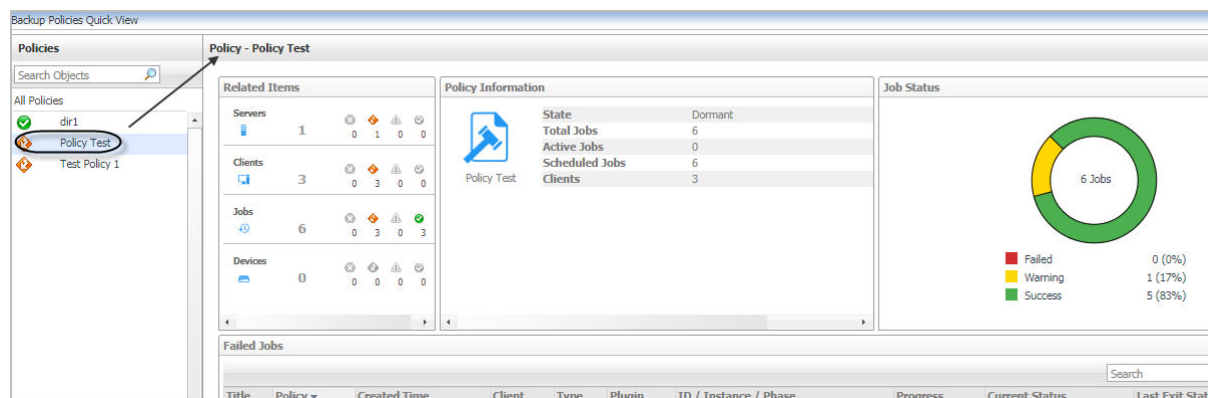 Backup Policies Quick View
Policies
Search Objects
All Policies
dir1
Policy Test
Test Policy 1
Policy - Policy Test
Related Items
Servers
1
0 1 0 0
Clients
3
0 3 0 0
Jobs
6
0 3 0 3
Devices
0
0 0 0 0
Policy Information
Policy Test
State Dormant
Total Jobs 6
Active Jobs 0
Scheduled Jobs 6
Clients 3
Job Status
6 Jobs
Failed 0 (0%)
Warning 1 (17%)
Success 5 (83%)
Failed Jobs
Search
Title Policy Created Time Client Type Plugin ID / Instance / Phase Progress Current Status Last Exit Stat